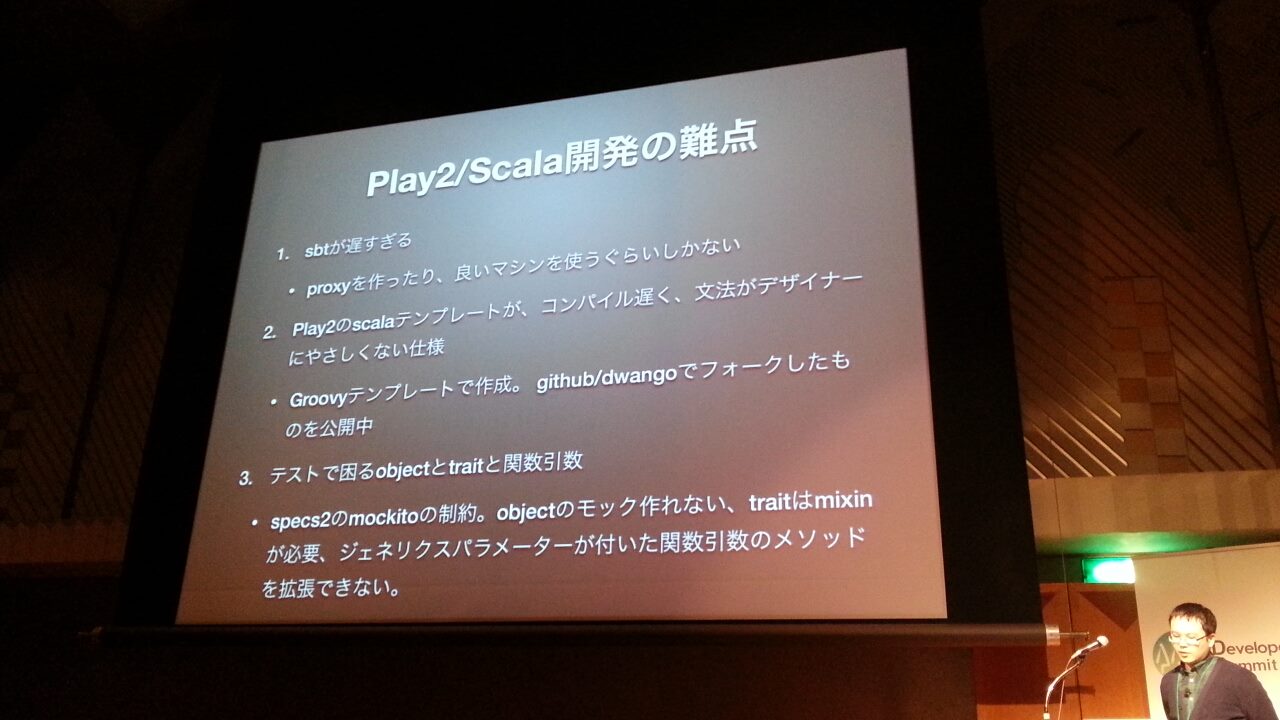 Play2/Scala開発の難点
1. sbtが遅すぎる
• proxyを作ったり、良いマシンを使うぐらいしかない
2. Play2のscalaテンプレートが、コンパイル遅く、文法がデザイナー
にやさしくない仕様
• Groovyテンプレートで作成。 github/dwangoでフォークしたも
のを公開中
3. テストで困るobjectとtraitと関数引数
• specs2のmockitoの制約。objectのモック作れない、traitはmixin
が必要、ジェネリクスパラメーターが付いた関数引数のメソッド
を拡張できない。
Develope
mmit